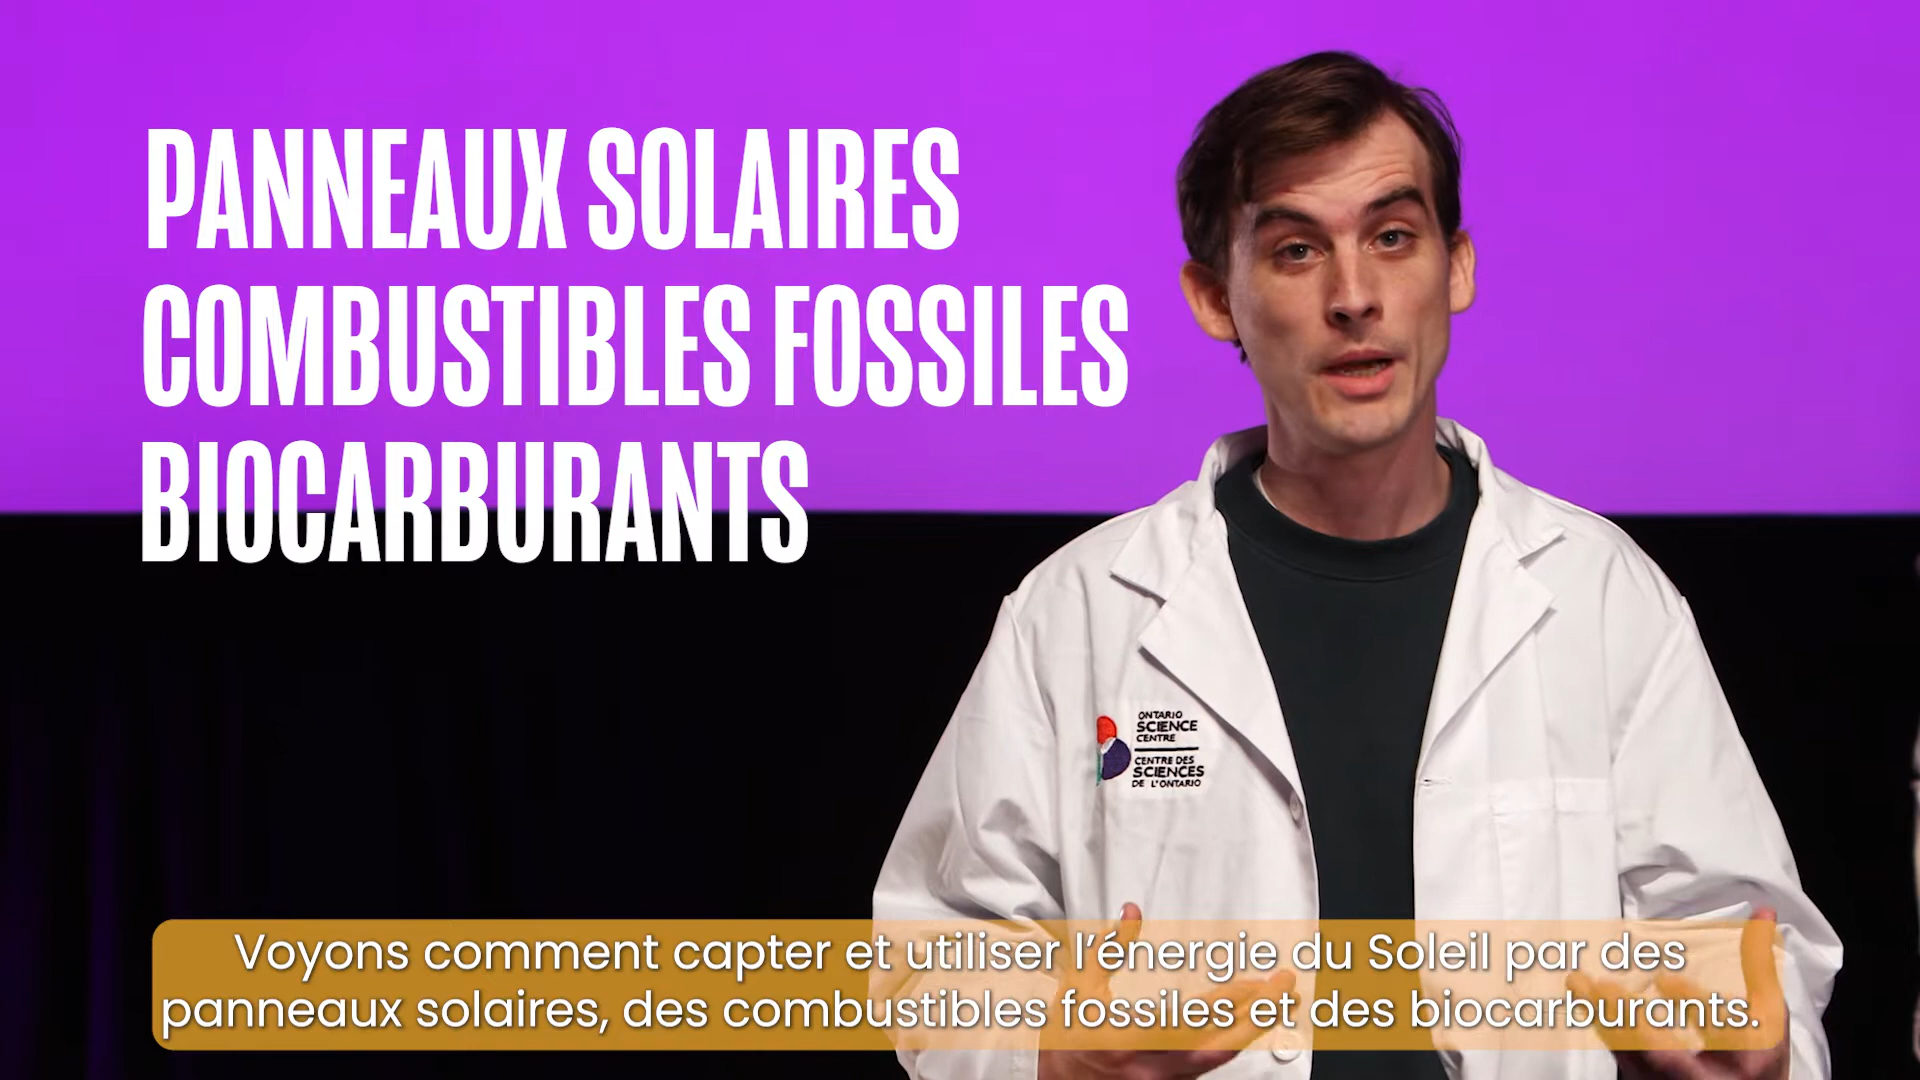 PANNEAUX SOLAIRES
COMBUSTIBLES FOSSILES
BIOCARBURANTS
ONTARIO
SCIENCE
CENTRE
CENTRE DES
SCIENCES
DE L'ONTARIO
Voyons comment capter et utiliser l’énergie du Soleil par des
panneaux solaires, des combustibles fossiles et des biocarburants.